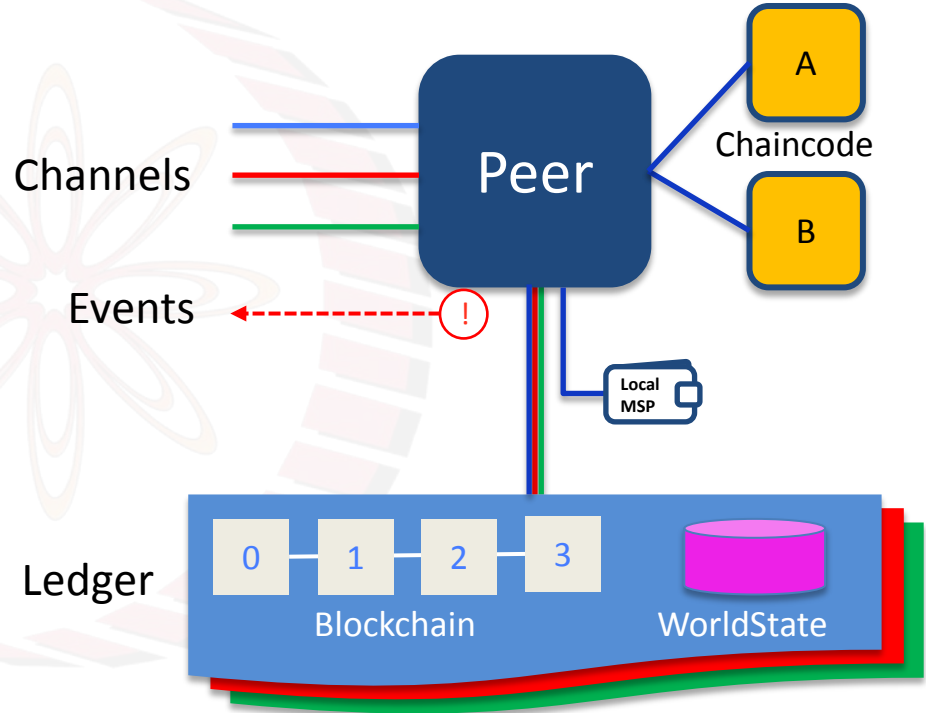 A
Chaincode
Peer
Channels
B
Events
!
Local
MSP
0 1 2 3
Ledger
Blockchain
WorldState